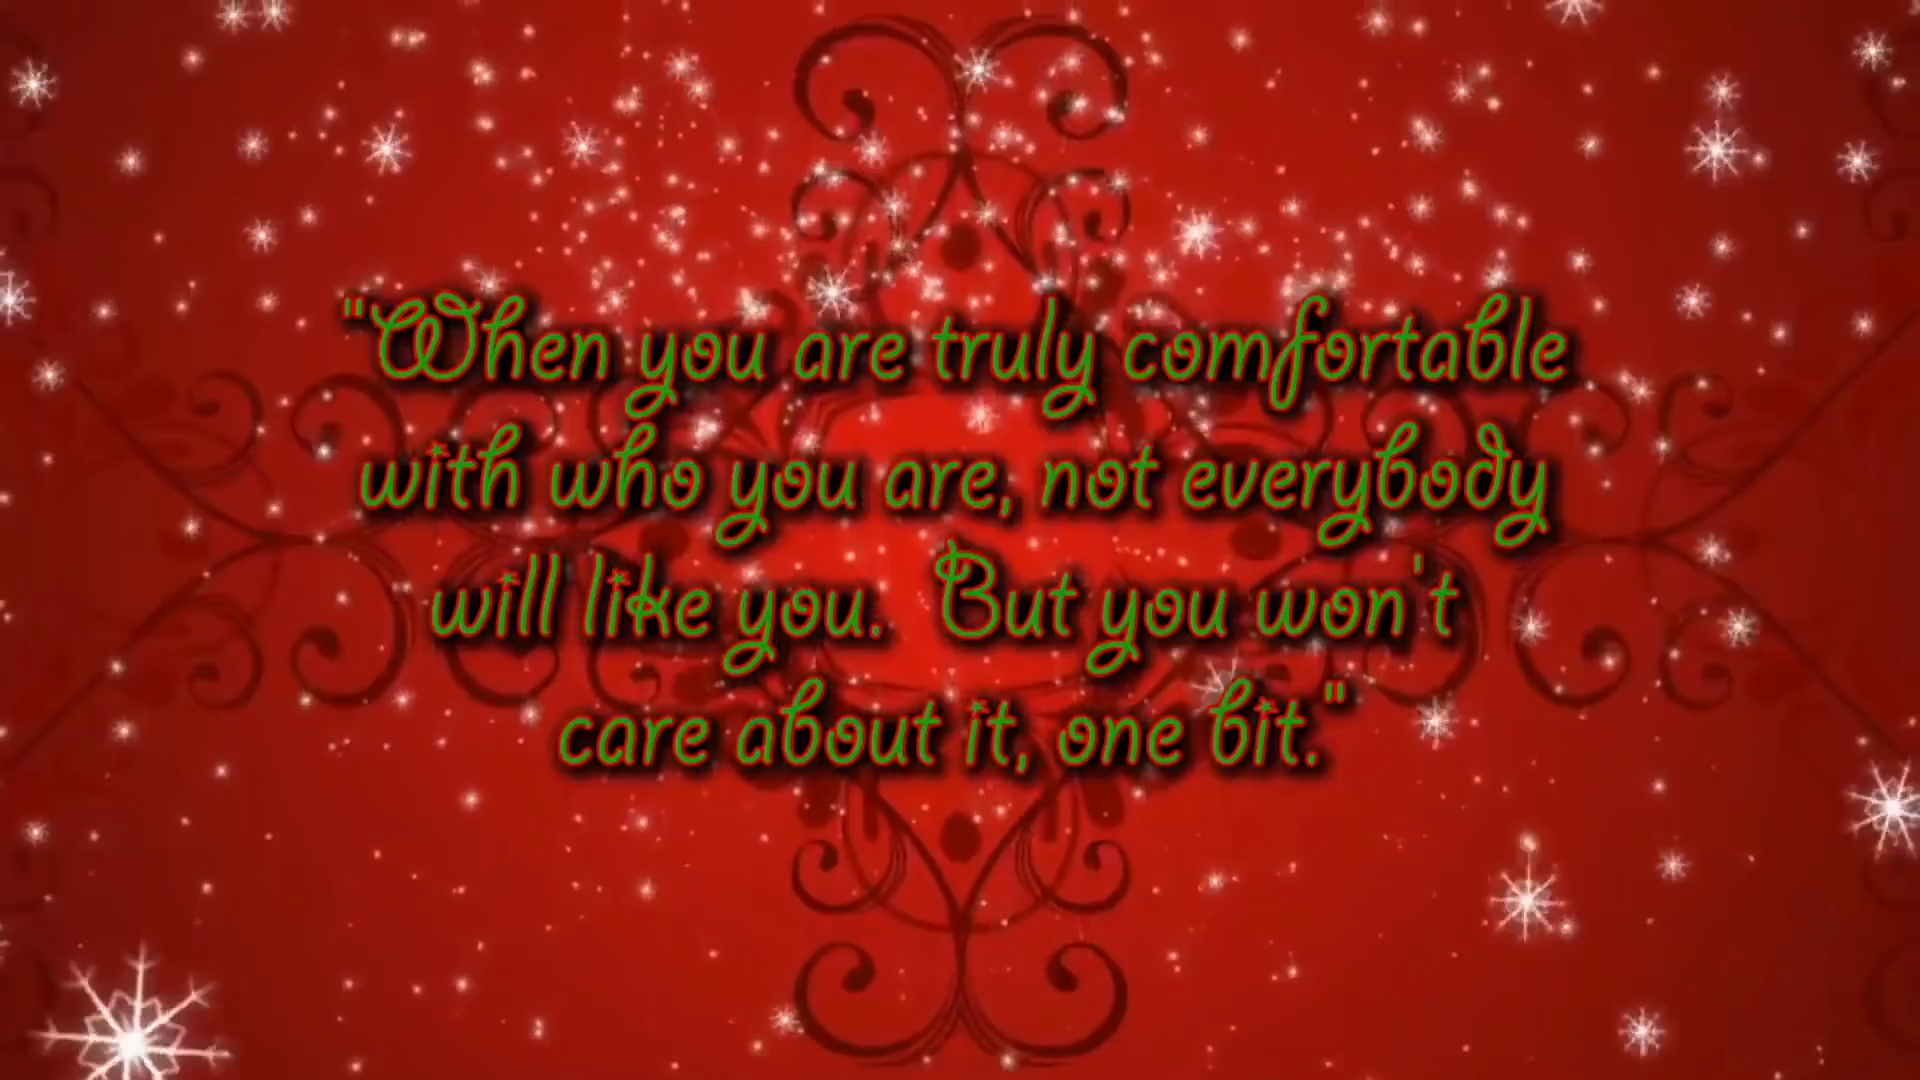 "When you are truly comfortable
with who you are, not everybody
will like you.  But you won't
care about it, one bit."